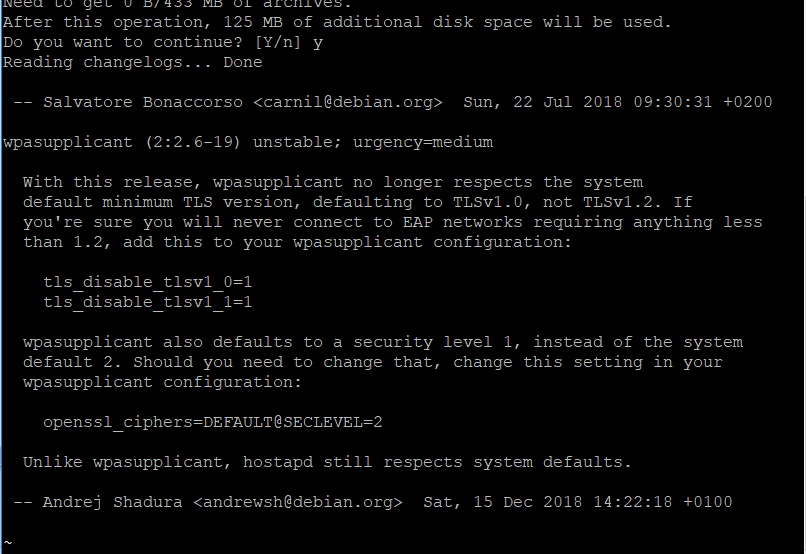 Need to get 0 B/433 MB of archives.
After this operation, 125 MB of additional disk space will be used.
Do you want to continue? [Y/n] y
Reading changelogs... Done
-- Salvatore Bonaccorso <carnil@debian.org>  Sun, 22 Jul 2018 09:30:31 +0200
wpasupplicant (2:2.6-19) unstable; urgency=medium
With this release, wpasupplicant no longer respects the system
default minimum TLS version, defaulting to TLSv1.0, not TLSv1.2. If
you're sure you will never connect to EAP networks requiring anything less
than 1.2, add this to your wpasupplicant configuration:
tls_disable_tlsv1_0=1
tls_disable_tlsv1_1=1
wpasupplicant also defaults to a security level 1, instead of the system
default 2. Should you need to change that, change this setting in your
wpasupplicant configuration:
openssl_ciphers=DEFAULT@SECLEVEL=2
Unlike wpasupplicant, hostapd still respects system defaults.
-- Andrej Shadura <andrewsh@debian.org>  Sat, 15 Dec 2018 14:22:18 +0100
~